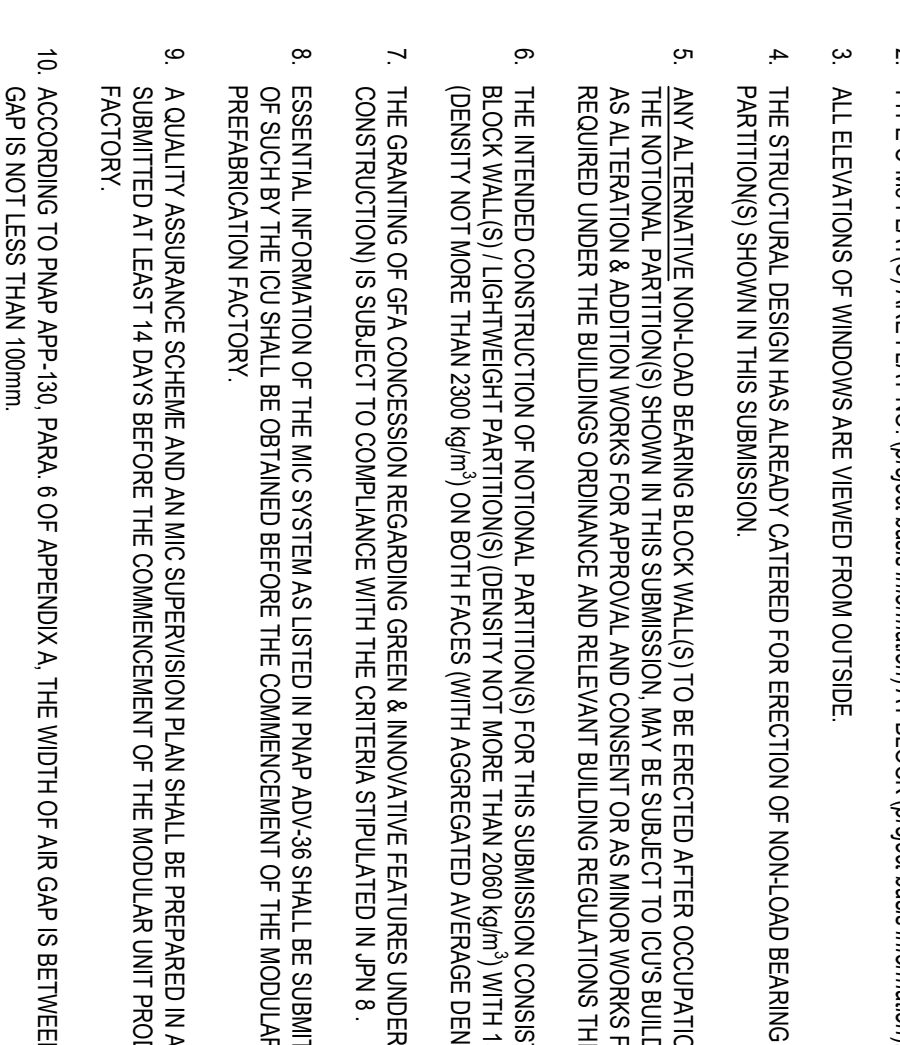 3. ALL ELEVATIONS OF WINDOWS ARE VIEWED FROM OUTSIDE.
4. THE STRUCTURAL DESIGN HAS ALREADY CATERED FOR ERECTION OF NON-LOAD BEARING
PARTITION(S) SHOWN IN THIS SUBMISSION.
5. ANY ALTERNATIVE NON-LOAD BEARING BLOCK WALL(S) TO BE ERECTED AFTER
THE NOTIONAL PARTITION(S) SHOWN IN THIS SUBMISSION, MAY BE SUBJECT TO ICU'S
AS ALTERATION & ADDITION WORKS FOR APPROVAL AND CONSENT OR AS MINOR WORKS
REQUIRED UNDER THE BUILDINGS ORDINANCE AND RELEVANT BUILDING REGULATIONS
6. THE INTENDED CONSTRUCTION OF NOTIONAL PARTITION(S) FOR THIS SUBMISSION
BLOCK WALL(S) / LIGHTWEIGHT PARTITION(S) (DENSITY NOT MORE THAN 2060 kg/m³) WITH
(DENSITY NOT MORE THAN 2300 kg/m³) ON BOTH FACES (WITH AGGREGATED AVERAGE
7. THE GRANTING OF GFA CONCESSION REGARDING GREEN & INNOVATIVE FEATURES UNDER
CONSTRUCTION) IS SUBJECT TO COMPLIANCE WITH THE CRITERIA STIPULATED IN JPN 8 .
8. ESSENTIAL INFORMATION OF THE MIC SYSTEM AS LISTED IN PNAP ADV-36 SHALL BE
OF SUCH BY THE ICU SHALL BE OBTAINED BEFORE THE COMMENCEMENT OF THE
PREFABRICATION FACTORY.
9. A QUALITY ASSURANCE SCHEME AND AN MIC SUPERVISION PLAN SHALL BE PREPARED IN
SUBMITTED AT LEAST 14 DAYS BEFORE THE COMMENCEMENT OF THE MODULAR UNIT
FACTORY.
10. ACCORDING TO PNAP APP-130, PARA. 6 OF APPENDIX A, THE WIDTH OF AIR GAP IS
GAP IS NOT LESS THAN 100mm.